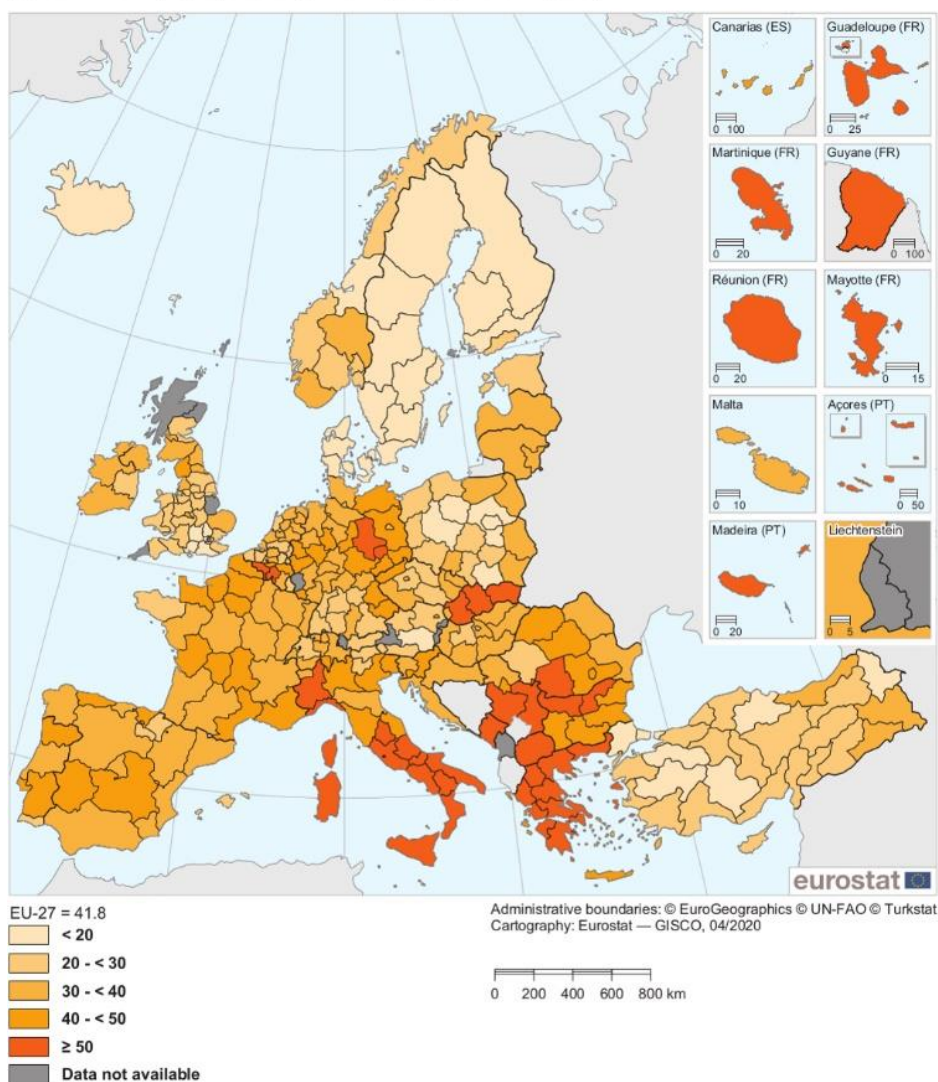 Canarias (ES)
0 100
Guadeloupe (FR)
0 25
Martinique (FR)
0 20
Guyane (FR)
0 100
Réunion (FR)
0 20
Mayotte (FR)
0 15
Malta
0 10
Açores (PT)
0 50
Madeira (PT)
0 20
Liechtenstein
0 5
eurostat
EU-27 = 41.8
< 20
20 - < 30
30 - < 40
40 - < 50
≥ 50
Data not available
Administrative boundaries: © EuroGeographics © UN-FAO © Turkstat
Cartography: Eurostat — GISCO, 04/2020
0 200 400 600 800 km